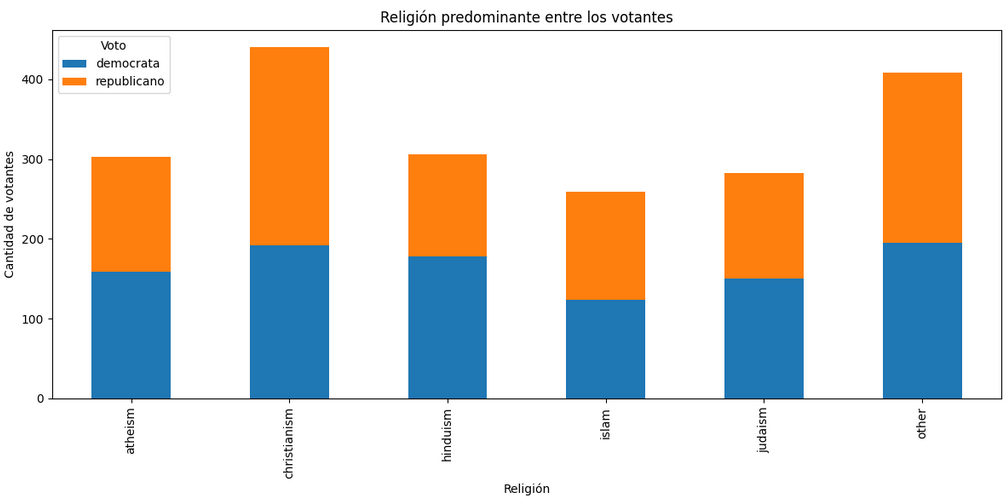 Religión predominante entre los votantes
Voto
democrata
republicano
Cantidad de votantes
400
300
200
100
0
atheism
christianism
hinduism
islam
judaism
other
Religión